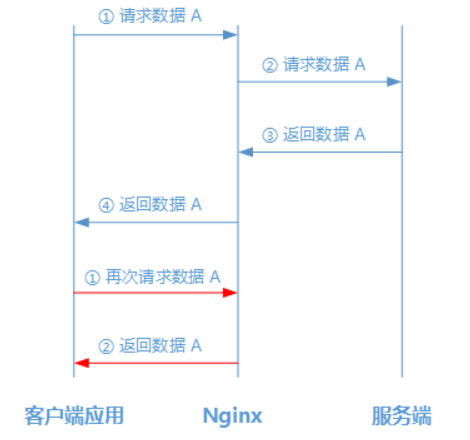 ① 请求数据 A
② 请求数据 A
③ 返回数据 A
④ 返回数据 A
① 再次请求数据 A
② 返回数据 A
客户端应用 Nginx 服务端